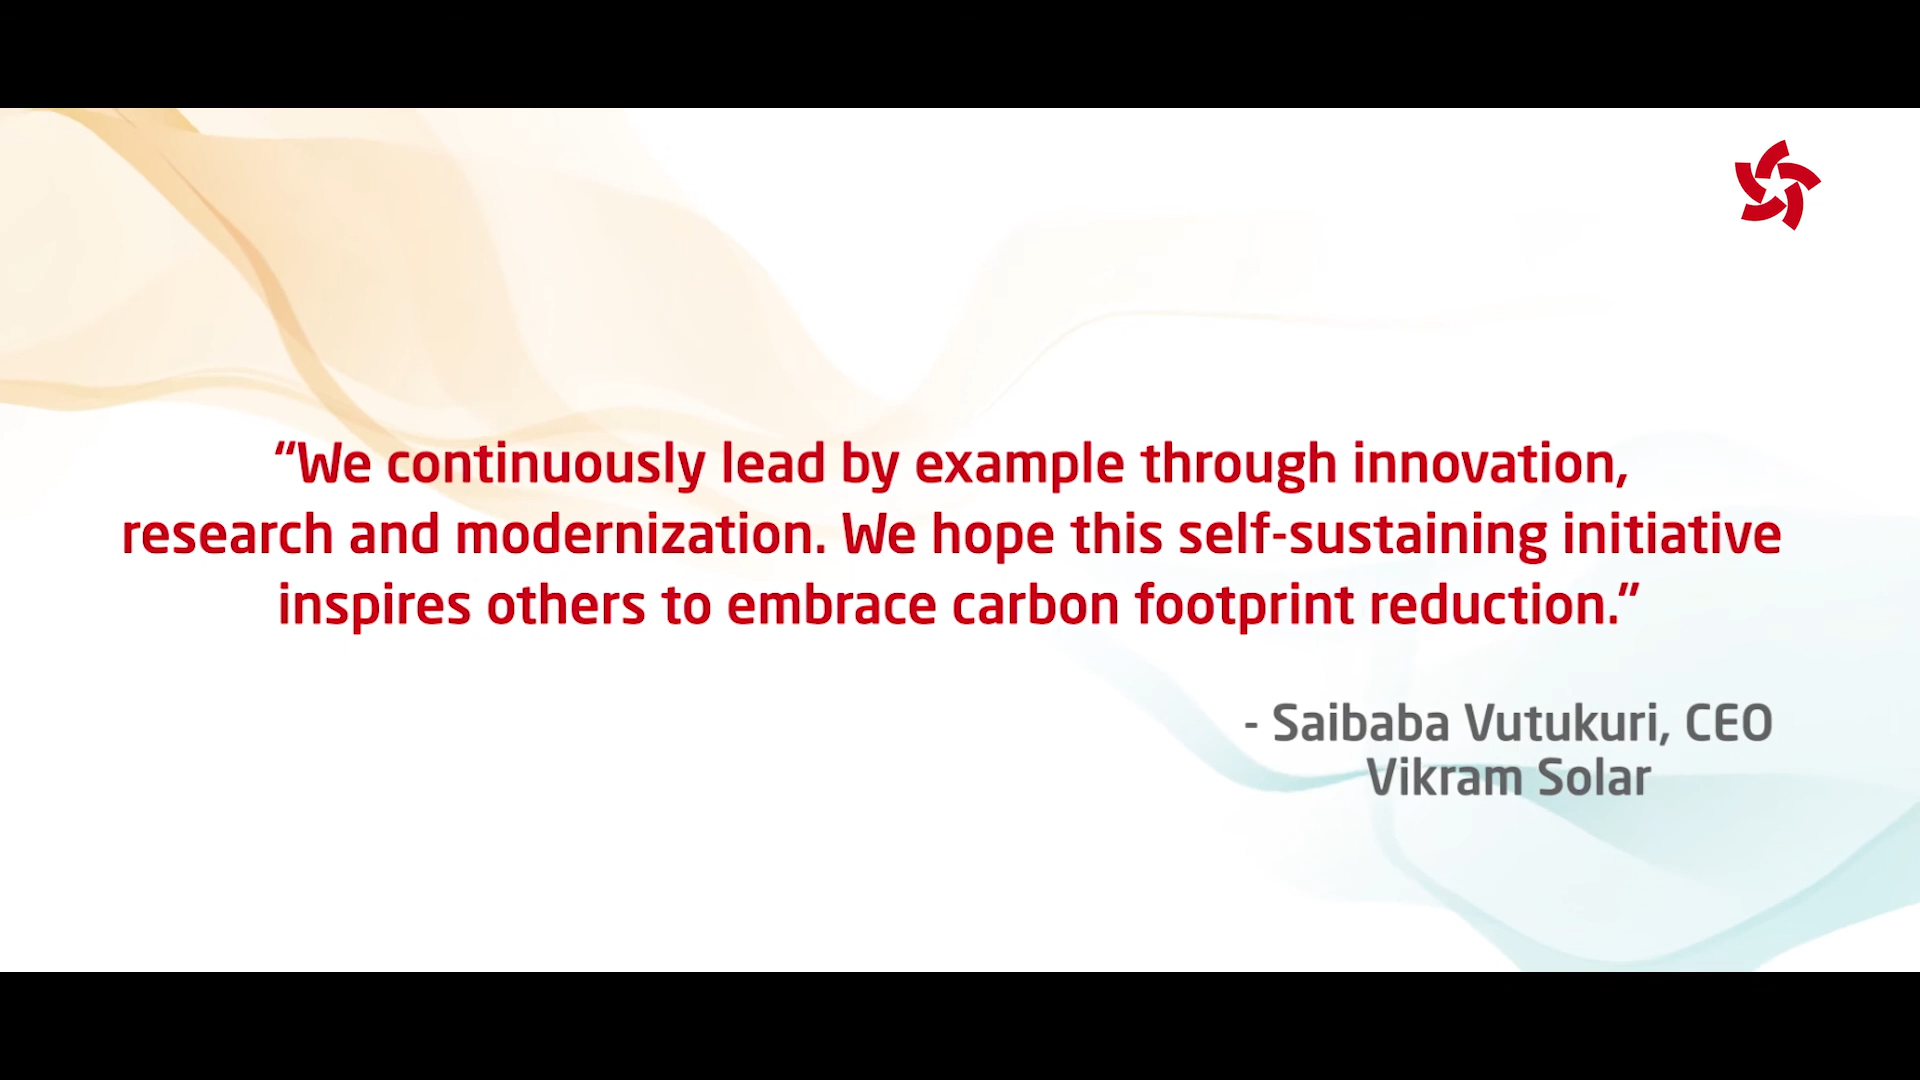 “We continuously lead by example through innovation,
research and modernization. We hope this self-sustaining initiative
inspires others to embrace carbon footprint reduction.”
- Saibaba Vutukuri, CEO
Vikram Solar